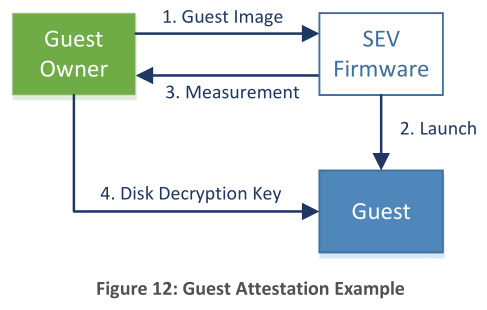 Guest
Owner
1. Guest Image
SEV
Firmware
3. Measurement
2. Launch
4. Disk Decryption Key
Guest
Figure 12: Guest Attestation Example